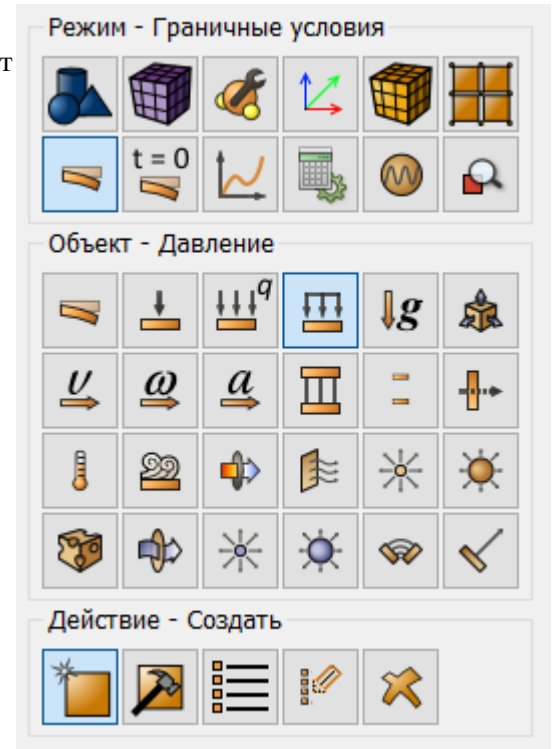 Режим - Граничные условия
т
t = 0
Объект - Давление
q
g
υ ω a
Действие - Создать